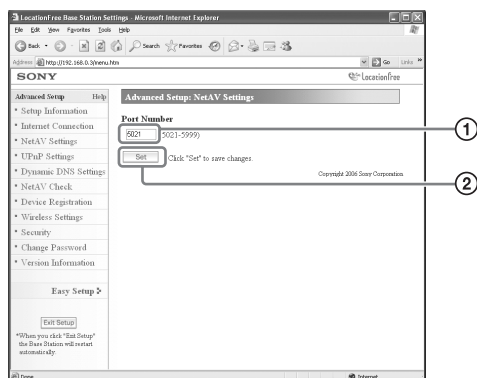 LocationFree Base Station Settings - Microsoft Internet Explorer
File Edit View Favorites Tools Help
Back Search Favorites
Address http://192.168.0.3/menu.htm Go Links »
SONY LocationFree
Advanced Setup Help
Advanced Setup: NetAV Settings
• Setup Information
• Internet Connection
• NetAV Settings
• UPnP Settings
• Dynamic DNS Settings
• NetAV Check
• Device Registration
• Wireless Settings
• Security
• Change Password
• Version Information
Easy Setup
Exit Setup
*When you click "Exit Setup"
the Base Station will restart
automatically.
Port Number
5021 5021-5999)
1
Set Click "Set" to save changes.
2
Copyright 2006 Sony Corporation
Done Internet